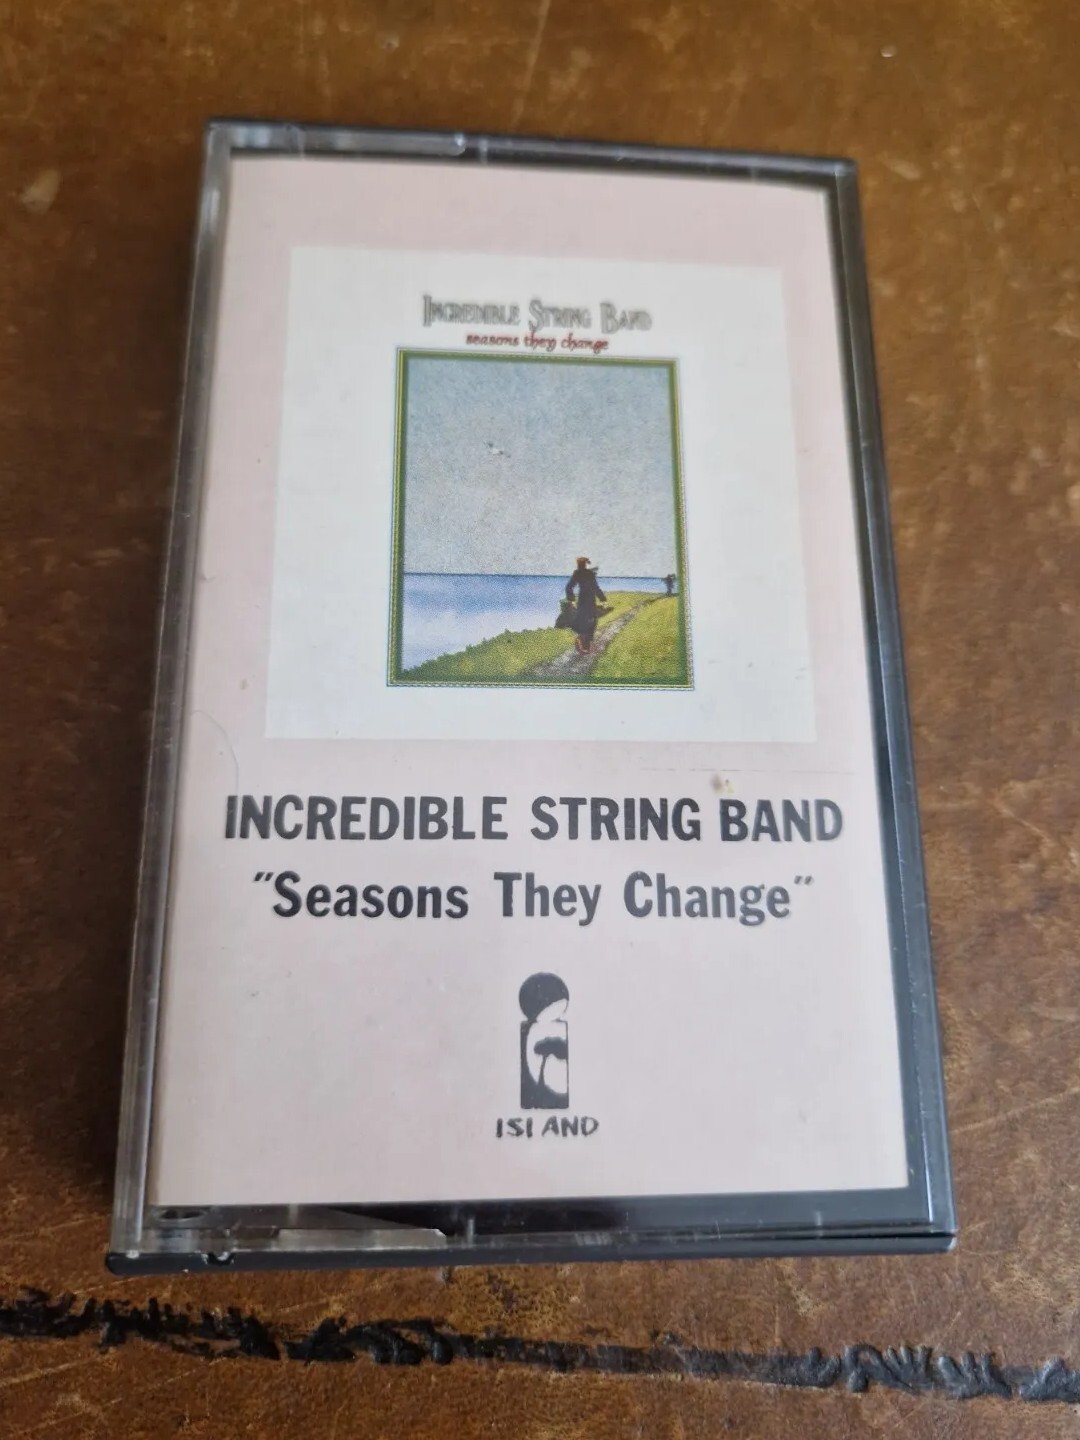 INCREDIBLE STRING BAND
seasons they change
INCREDIBLE STRING BAND
"Seasons They Change"
ISLAND